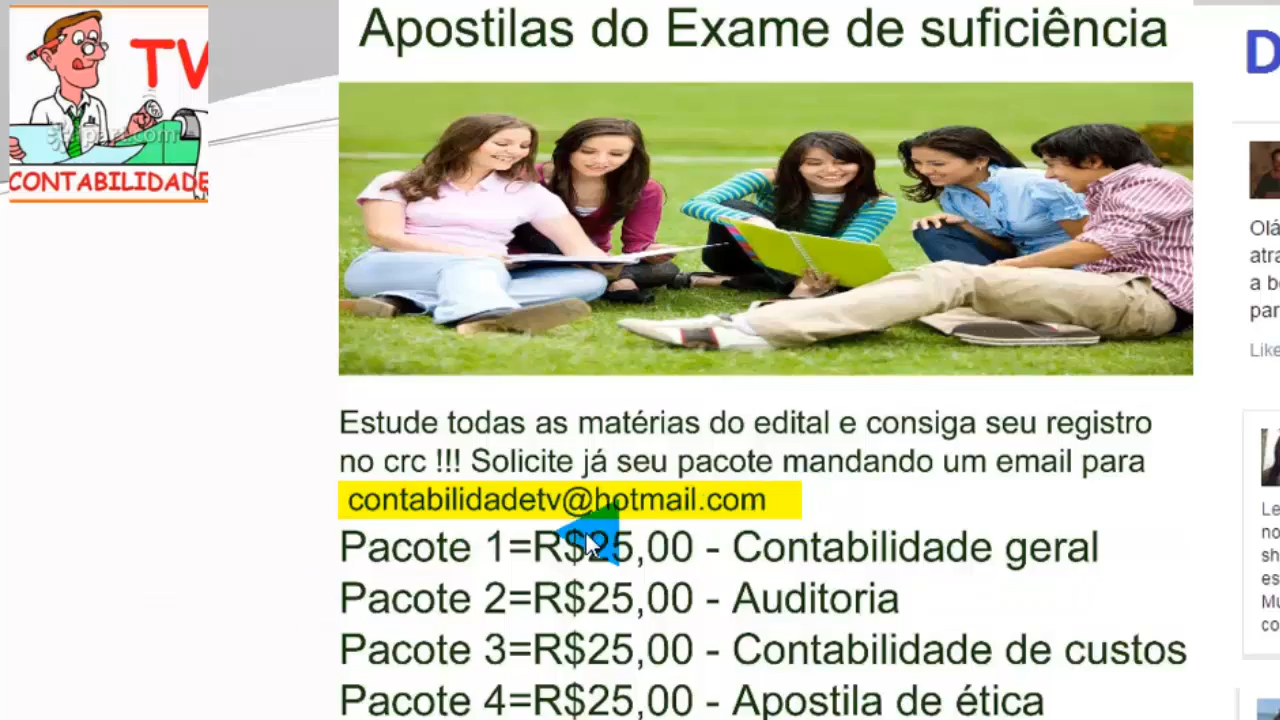 Apostilas do Exame de suficiência
TV
CONTABILIDADE
Estude todas as matérias do edital e consiga seu registro
no crc !!! Solicite já seu pacote mandando um email para
contabilidadetv@hotmail.com
Pacote 1=R$25,00 - Contabilidade geral
Pacote 2=R$25,00 - Auditoria
Pacote 3=R$25,00 - Contabilidade de custos
Pacote 4=R$25,00 - Apostila de ética
D
Olá
a
Like